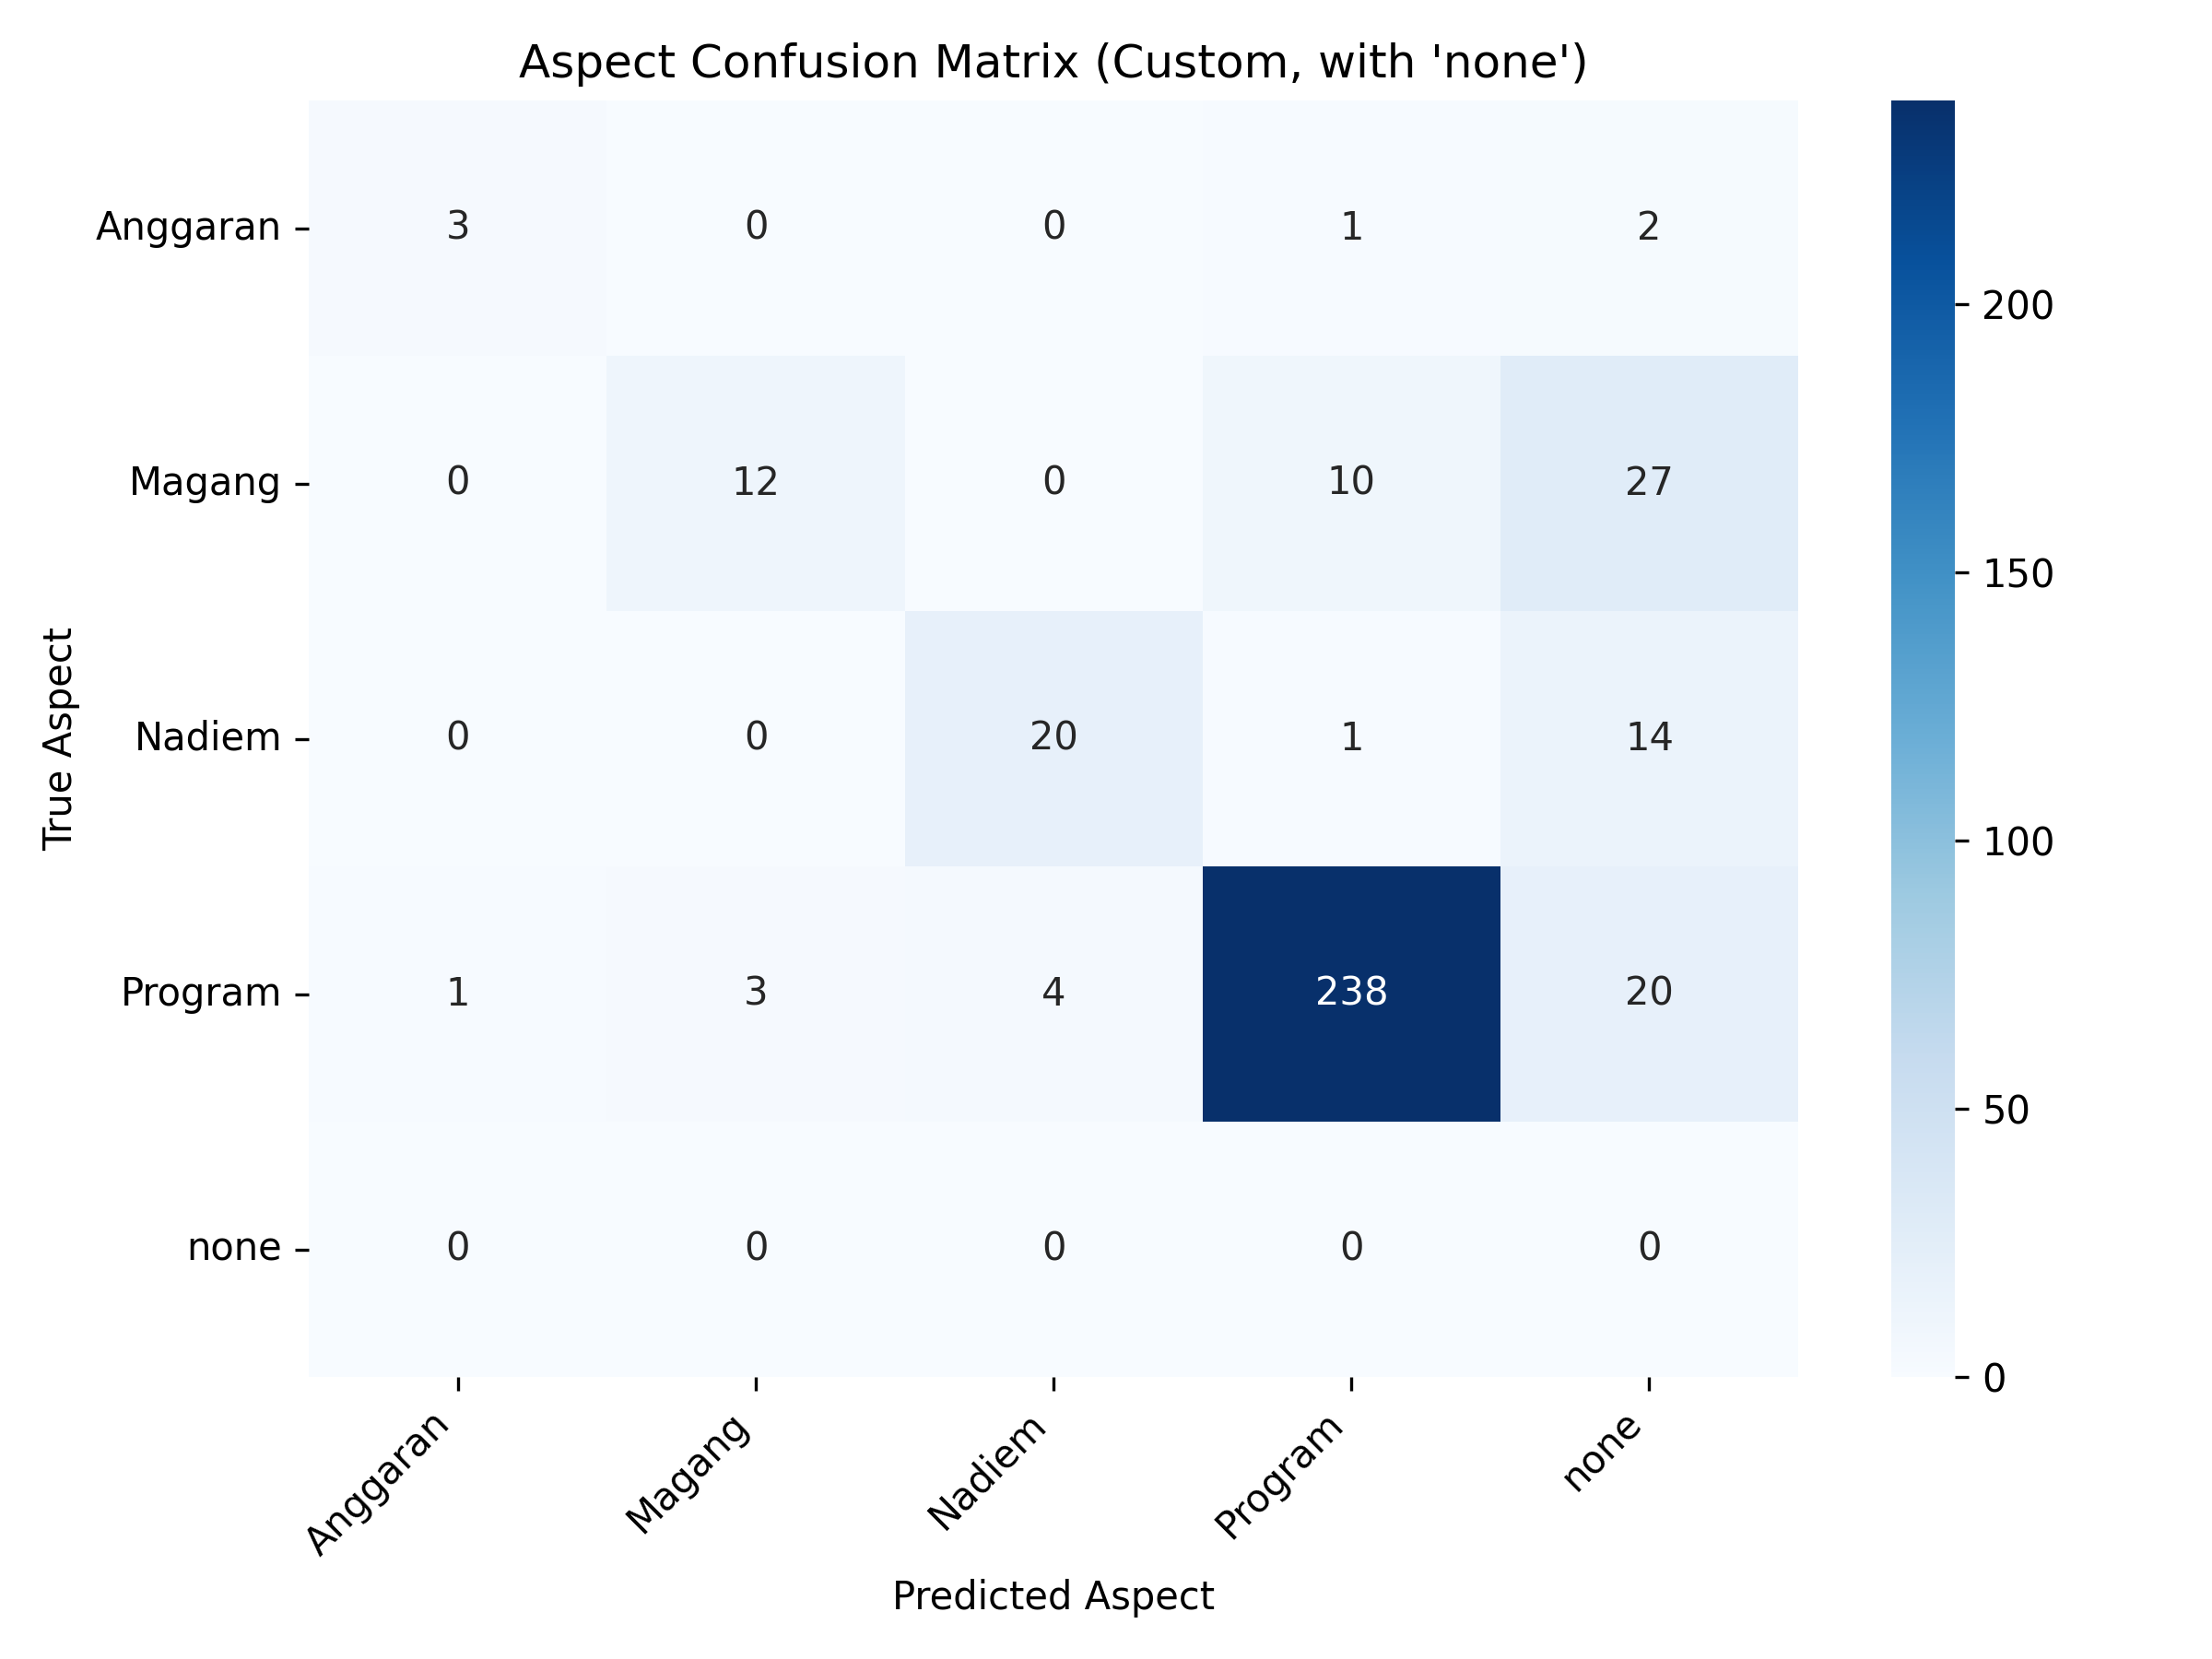 Aspect Confusion Matrix (Custom, with 'none')
True Aspect
Anggaran 3 0 0 1 2
Magang 0 12 0 10 27
Nadiem 0 0 20 1 14
Program 1 3 4 238 20
none 0 0 0 0 0
Anggaran Magang Nadiem Program none
Predicted Aspect
200
150
100
50
0